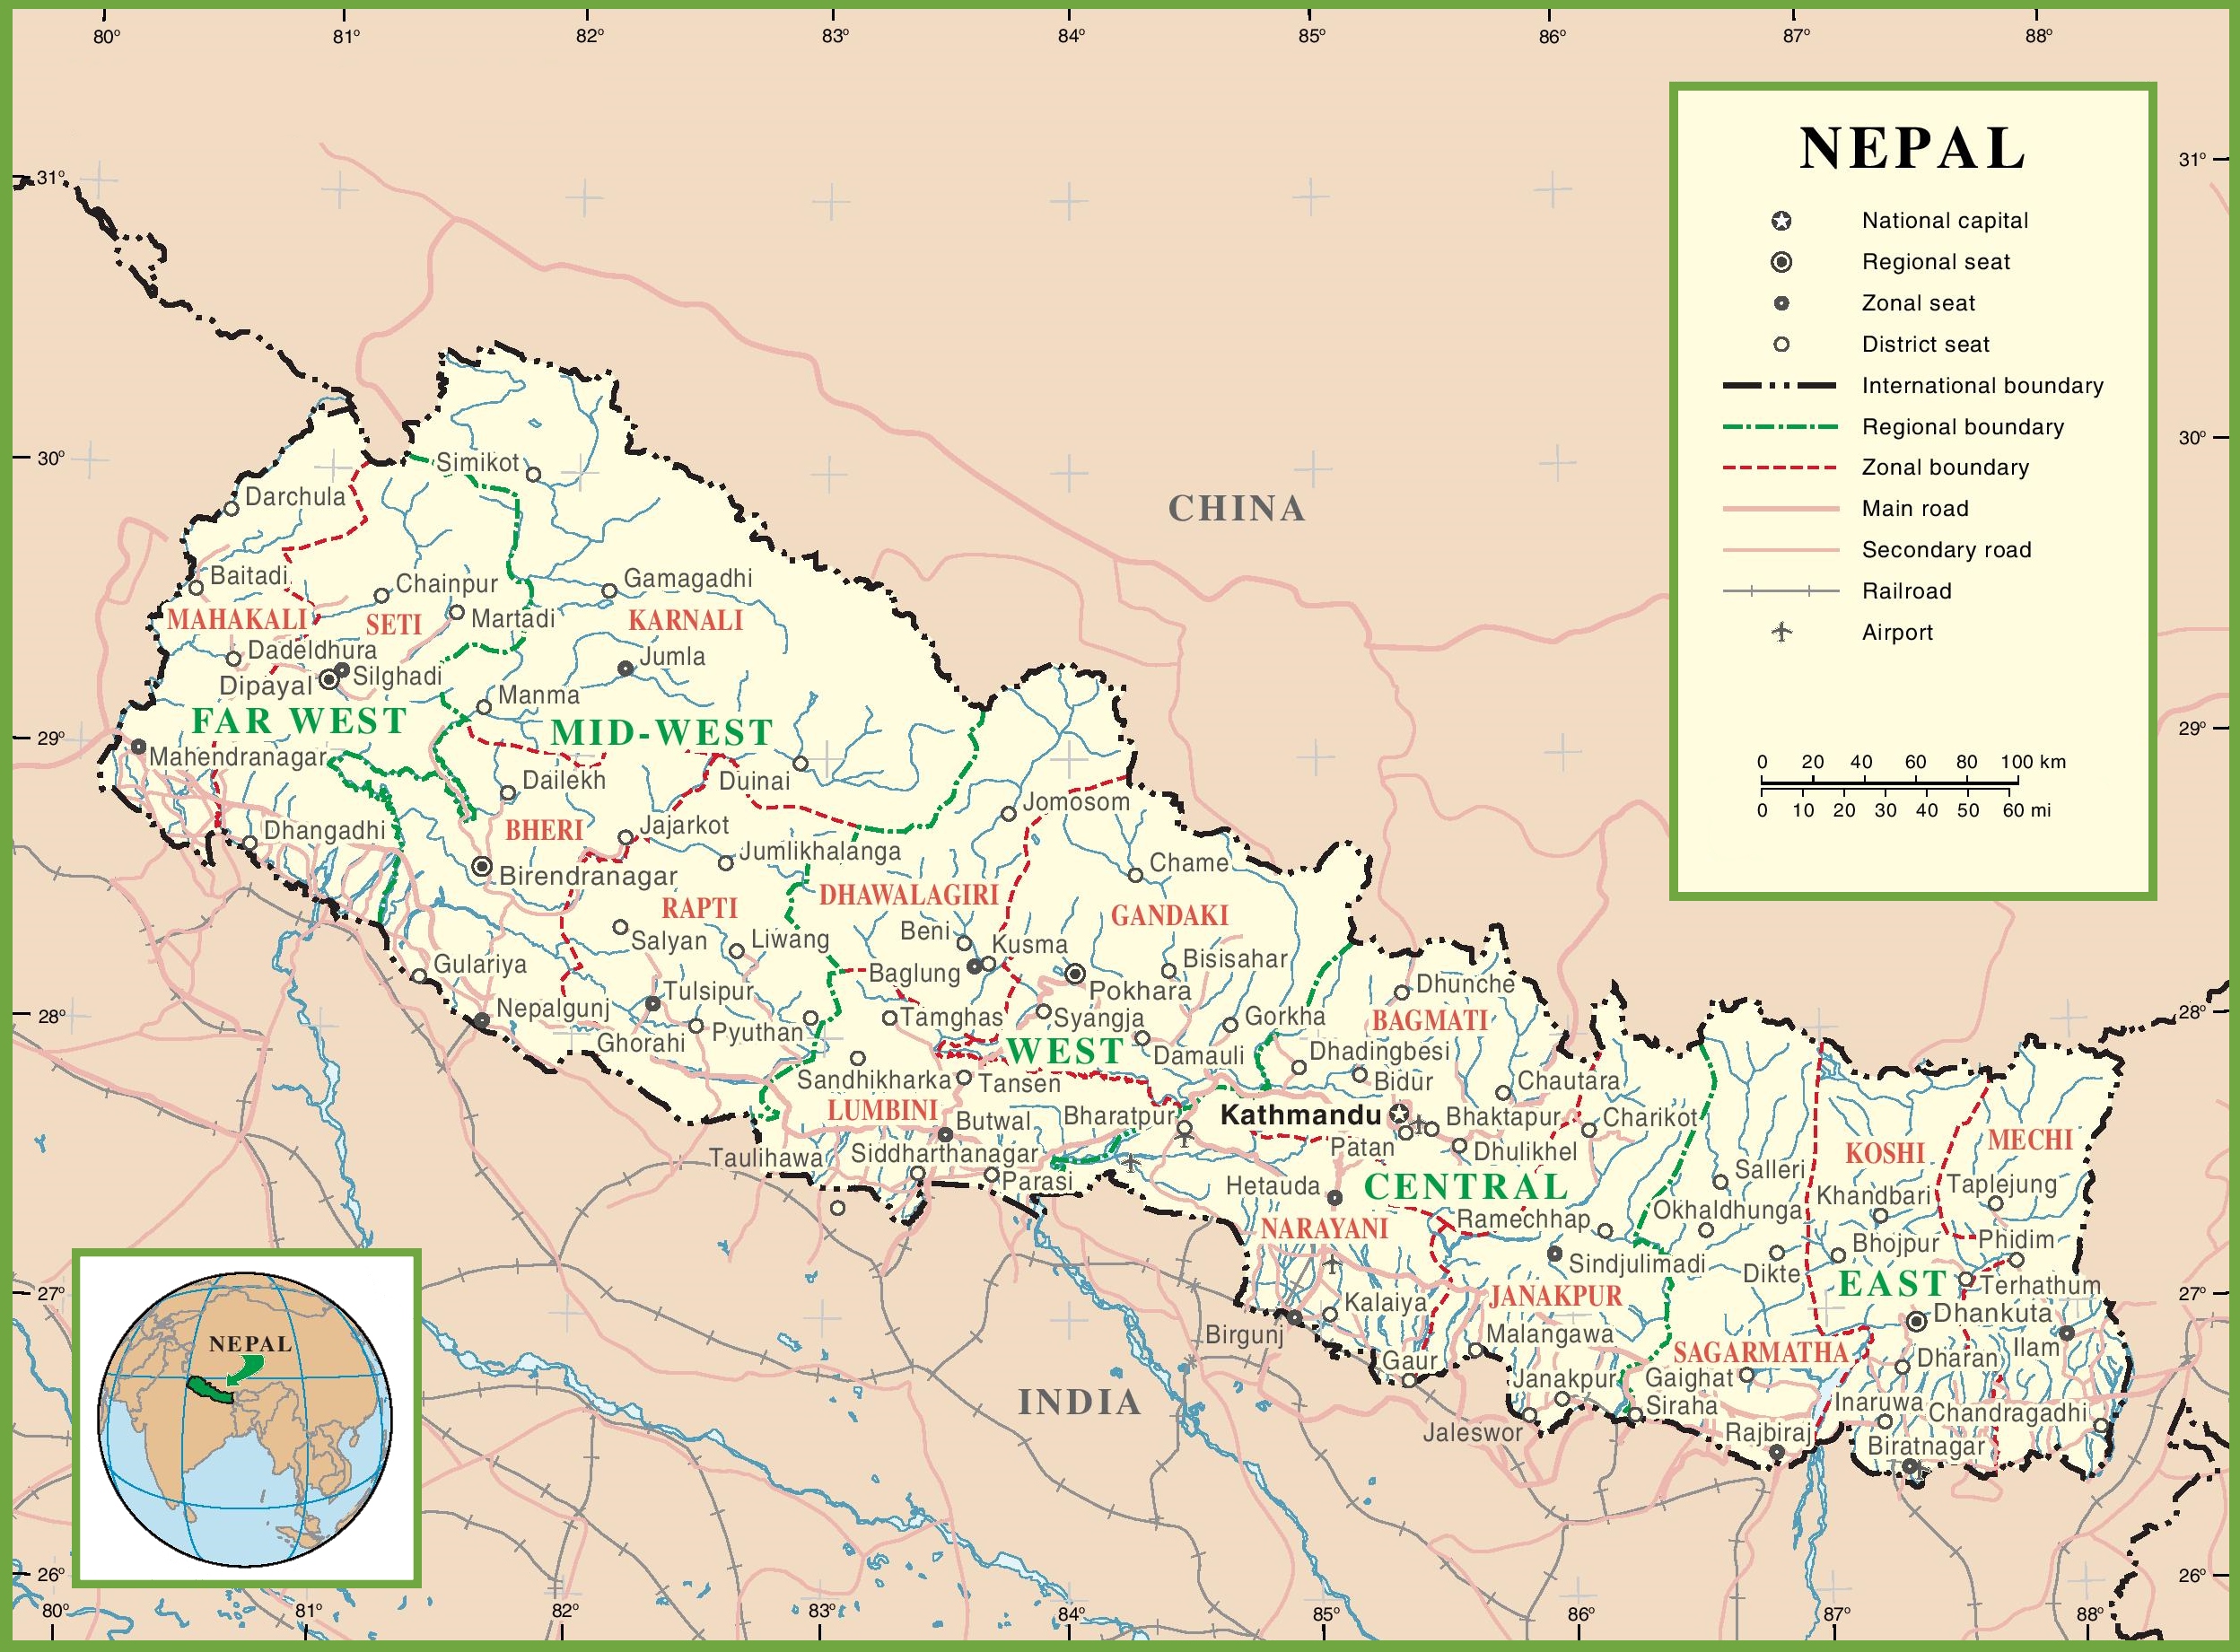 80° 81° 82° 83° 84° 85° 86° 87° 88°
NEPAL
National capital
Regional seat
Zonal seat
District seat
International boundary
Regional boundary
Zonal boundary
Main road
Secondary road
Railroad
Airport
0 20 40 60 80 100 km
0 10 20 30 40 50 60 mi
31° 31°
30° 30°
29° 29°
28° 28°
27° 27°
26° 26°
CHINA
INDIA
Simikot
Darchula
Baitadi
Chainpur
Gamagadhi
MAHAKALI
SETI
Martadi
KARNALI
Dadeldhura
Jumla
Dipayal
Silghadi
Manma
FAR WEST
MID-WEST
Mahendranagar
Dailekh
Duinai
Jomosom
Dhangadhi
BHERI
Jajarkot
Jumlikhalanga
Chame
Birendranagar
DHAWALAGIRI
RAPTI
GANDAKI
Salyan
Liwang
Beni
Kusma
Bisisahar
Gulariya
Baglung
Pokhara
Dhunche
Nepalgunj
Tulsipur
Tamghas
Syangja
Gorkha
BAGMATI
Ghorahi
Pyuthan
WEST
Damauli
Dhadingbesi
Sandhikharka
Tansen
Bidur
Chautara
LUMBINI
Butwal
Bharatpur
Kathmandu
Bhaktapur
Charikot
Taulihawa
Siddharthanagar
Patan
Dhulikhel
KOSHI
MECHI
Parasi
Hetauda
CENTRAL
Salleri
Khandbari
Taplejung
NARAYANI
Ramechhap
Okhaldhunga
Bhojpur
Phidim
Sindjulimadi
Dikte
EAST
Terhathum
Kalaiya
JANAKPUR
Dhankuta
Birgunj
Malangawa
SAGARMATHA
Ilam
Gaur
Janakpur
Gaighat
Dharan
Siraha
Inaruwa
Chandragadhi
Jaleswor
Rajbiraj
Biratnagar
NEPAL
80° 81° 82° 83° 84° 85° 86° 87° 88°